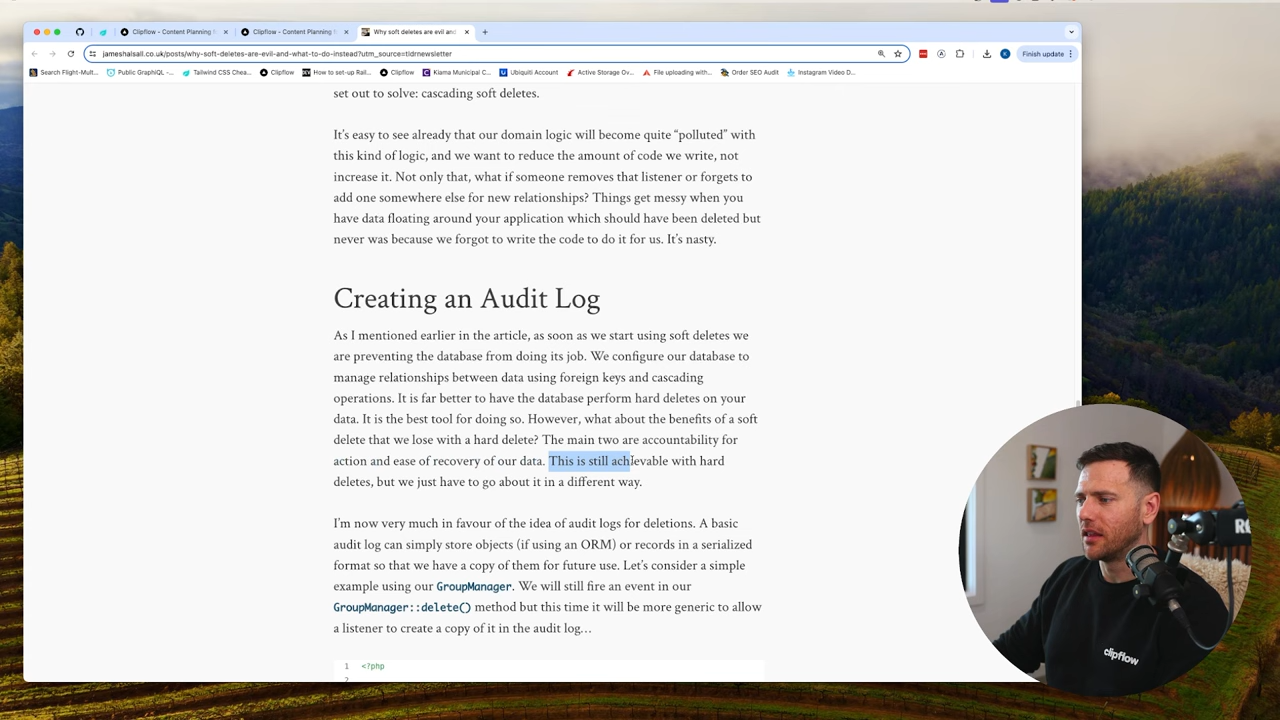 Clipflow - Content Planning
Clipflow - Content Planning
Why soft deletes are evil and
jameshalsall.co.uk/posts/why-soft-deletes-are-evil-and-what-to-do-instead?utm_source=tldrnewsletter
K
Finish update
Search Flight-Mult...
Public GraphiQL -...
Tailwind CSS Chea...
Clipflow
How to set-up Rail...
Clipflow
Kiama Municipal C...
Ubiquiti Account
Active Storage Ov...
File uploading with...
Order SEO Audit
Instagram Video D...
set out to solve: cascading soft deletes.
It's easy to see already that our domain logic will become quite “polluted” with
this kind of logic, and we want to reduce the amount of code we write, not
increase it. Not only that, what if someone removes that listener or forgets to
add one somewhere else for new relationships? Things get messy when you
have data floating around your application which should have been deleted but
never was because we forgot to write the code to do it for us. It's nasty.
Creating an Audit Log
As I mentioned earlier in the article, as soon as we start using soft deletes we
are preventing the database from doing its job. We configure our database to
manage relationships between data using foreign keys and cascading
operations. It is far better to have the database perform hard deletes on your
data. It is the best tool for doing so. However, what about the benefits of a soft
delete that we lose with a hard delete? The main two are accountability for
action and ease of recovery of our data. This is still achievable with hard
deletes, but we just have to go about it in a different way.
I'm now very much in favour of the idea of audit logs for deletions. A basic
audit log can simply store objects (if using an ORM) or records in a serialized
format so that we have a copy of them for future use. Let's consider a simple
example using our GroupManager. We will still fire an event in our
GroupManager::delete() method but this time it will be more generic to allow
a listener to create a copy of it in the audit log…
1 <?php
2
clipflow